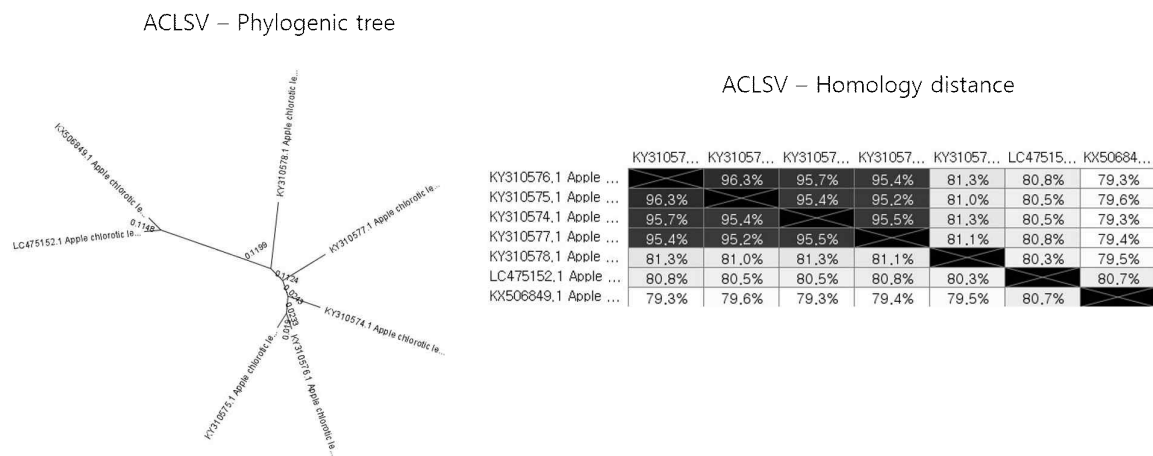 ACLSV – Phylogenic tree
KX506849.1 Apple chlorotic le...
KY310578.1 Apple chlorotic le...
KY310577.1 Apple chlorotic le...
LC475152.1 Apple chlorotic le...
0.1148
0.1199
0.1124
0.0243
0.0233
KY310574.1 Apple chlorotic le...
KY310575.1 Apple chlorotic le...
KY310576.1 Apple chlorotic le...
ACLSV – Homology distance
KY31057... KY31057... KY31057... KY31057... KY31057... LC47515... KX50684...
KY310576.1 Apple ... 96.3% 95.7% 95.4% 81.3% 80.8% 79.3%
KY310575.1 Apple ... 96.3% 95.4% 95.2% 81.0% 80.5% 79.6%
KY310574.1 Apple ... 95.7% 95.4% 95.5% 81.3% 80.5% 79.3%
KY310577.1 Apple ... 95.4% 95.2% 95.5% 81.1% 80.8% 79.4%
KY310578.1 Apple ... 81.3% 81.0% 81.3% 81.1% 80.3% 79.5%
LC475152.1 Apple ... 80.8% 80.5% 80.5% 80.8% 80.3% 80.7%
KX506849.1 Apple ... 79.3% 79.6% 79.3% 79.4% 79.5% 80.7%